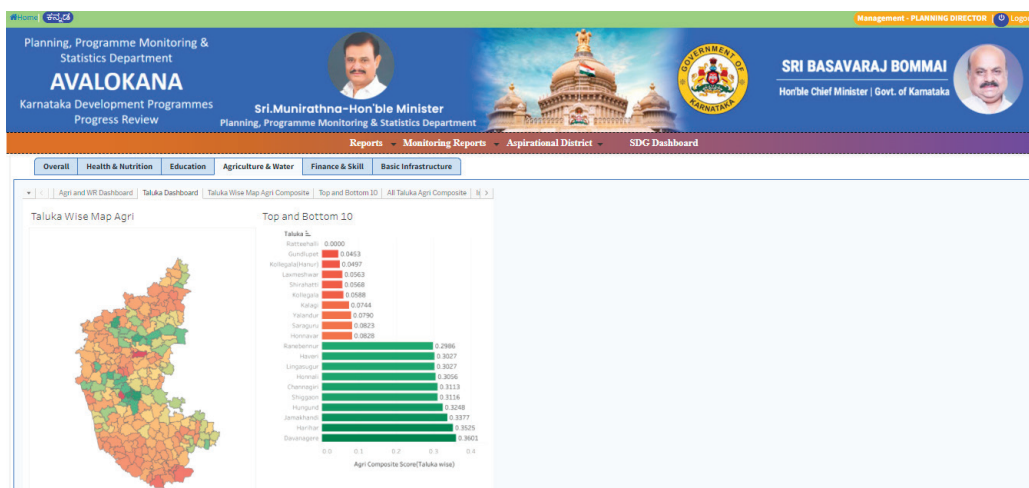 Home
ಕನ್ನಡ
Management - PLANNING DIRECTOR
Logou
Planning, Programme Monitoring &
Statistics Department
AVALOKANA
Karnataka Development Programmes
Progress Review
Sri.Munirathna-Hon'ble Minister
Planning, Programme Monitoring & Statistics Department
GOVERNMENT OF
KARNATAKA
SRI BASAVARAJ BOMMAI
Hon'ble Chief Minister | Govt. of Karnataka
Reports Monitoring Reports Aspirational District SDG Dashboard
Overall Health & Nutrition Education Agriculture & Water Finance & Skill Basic Infrastructure
Agri and WR Dashboard Taluka Dashboard Taluka Wise Map Agri Composite Top and Bottom 10 All Taluka Agri Composite
Taluka Wise Map Agri
Top and Bottom 10
Taluka
Rattaehalli 0.0000
Gundlupet 0.0453
Kollegala(Hanur) 0.0497
Laxmeshwar 0.0563
Shirahatti 0.0568
Kollegala 0.0588
Kalagi 0.0744
Yalandur 0.0790
Saraguru 0.0823
Honnavar 0.0828
Ranebennur 0.2986
Haveri 0.3027
Lingasugur 0.3027
Honnali 0.3056
Channagiri 0.3113
Shiggaon 0.3116
Hungund 0.3248
Jamakhandi 0.3377
Harihar 0.3525
Davanagere 0.3601
0.0 0.1 0.2 0.3 0.4
Agri Composite Score(Taluka wise)